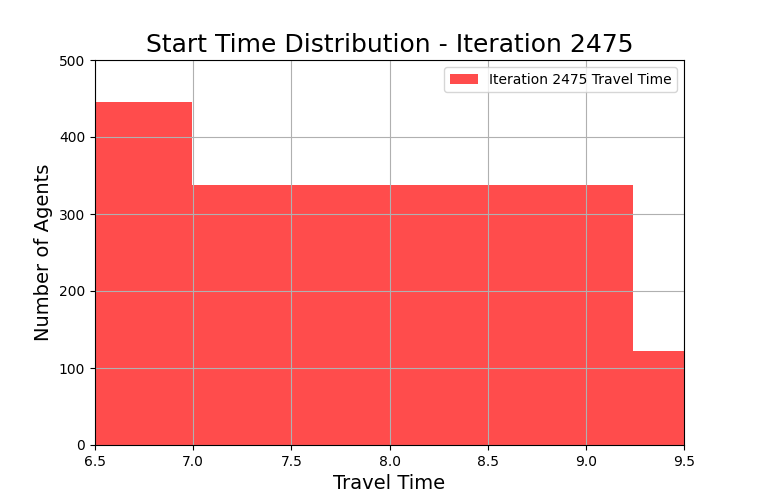 Start Time Distribution - Iteration 2475
Iteration 2475 Travel Time
Number of Agents
500
400
300
200
100
0
6.5 7.0 7.5 8.0 8.5 9.0 9.5
Travel Time